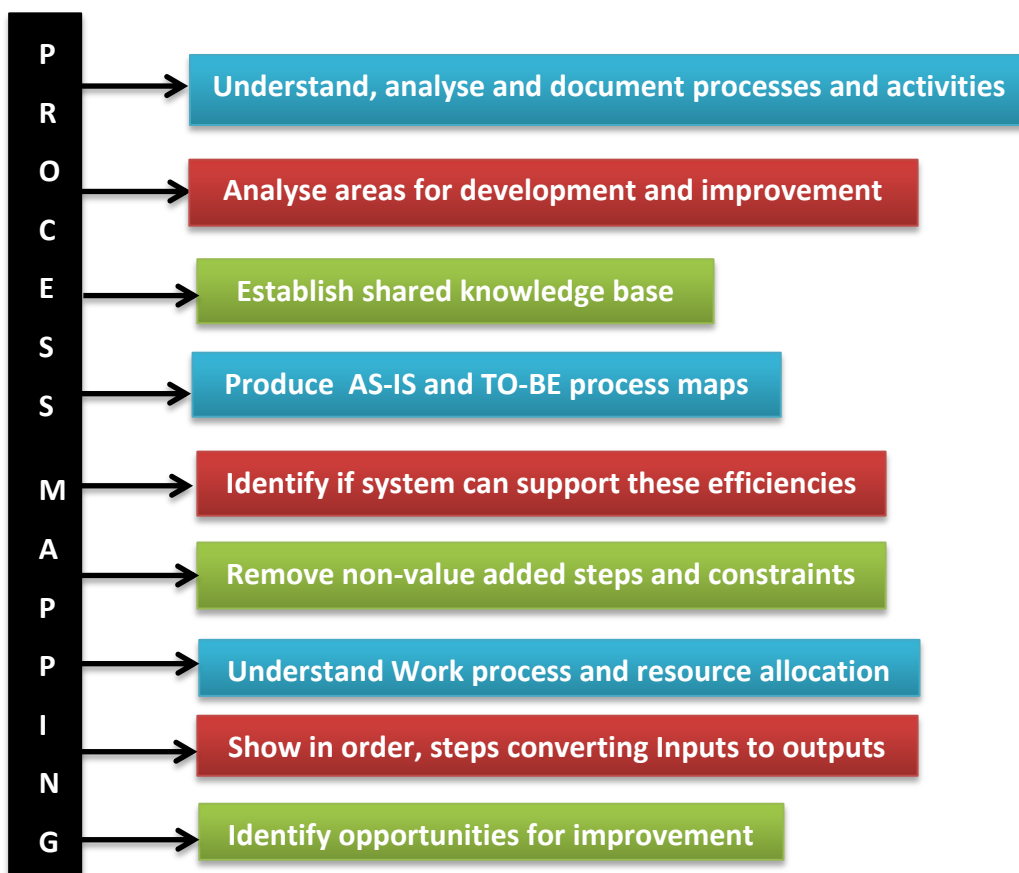 PROCESS MAPPING
Understand, analyse and document processes and activities
Analyse areas for development and improvement
Establish shared knowledge base
Produce AS-IS and TO-BE process maps
Identify if system can support these efficiencies
Remove non-value added steps and constraints
Understand Work process and resource allocation
Show in order, steps converting Inputs to outputs
Identify opportunities for improvement